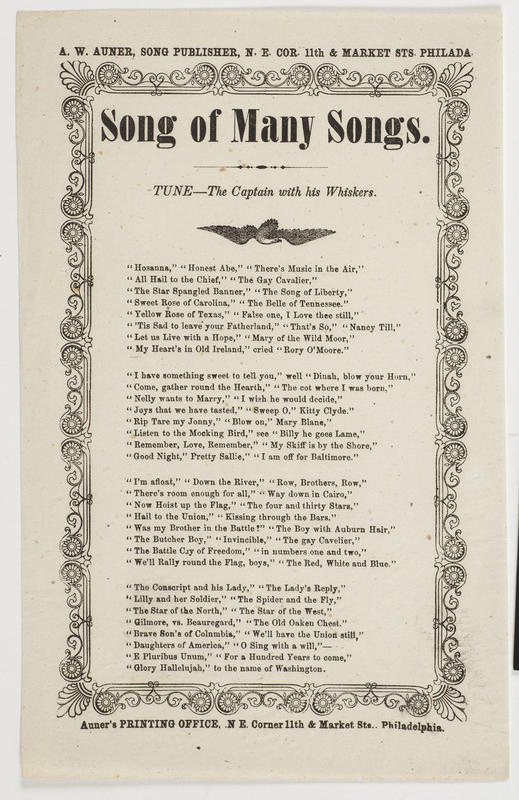 A. W. AUNER, SONG PUBLISHER, N. E. COR. 11th & MARKET STS. PHILADA.
Song of Many Songs.
TUNE—The Captain with his Whiskers.
"Hosanna," "Honest Abe," "There's Music in the Air,"
"All Hail to the Chief," "The Gay Cavalier,"
"The Star Spangled Banner," "The Song of Liberty,"
"Sweet Rose of Carolina," "The Belle of Tennessee."
"Yellow Rose of Texas," "False one, I Love thee still,"
"'Tis Sad to leave your Fatherland," "That's So," "Nancy Till,"
"Let us Live with a Hope," "Mary of the Wild Moor,"
"My Heart's in Old Ireland," cried "Rory O'Moore."
"I have something sweet to tell you," well "Dinah, blow your Horn,"
"Come, gather round the Hearth," "The cot where I was born,"
"Nelly wants to Marry," "I wish he would decide,"
"Joys that we have tasted," "Sweep O," Kitty Clyde."
"Rip Tare my Jonny," "Blow on," Mary Blane,"
"Listen to the Mocking Bird," see "Billy he goes Lame,"
"Remember, Love, Remember," "My Skiff is by the Shore,"
"Good Night," Pretty Sallie," "I am off for Baltimore."
"I'm afloat," "Down the River," "Row, Brothers, Row,"
"There's room enough for all," "Way down in Cairo,"
"Now Hoist up the Flag," "The four and thirty Stars,"
"Hail to the Union," "Kissing through the Bars."
"Was my Brother in the Battle?" "The Boy with Auburn Hair,"
"The Butcher Boy," "Invincible," "The gay Cavelier,"
"The Battle Cry of Freedom," "in numbers one and two,"
"We'll Rally round the Flag, boys," "The Red, White and Blue."
"Tho Conscript and his Lady," "The Lady's Reply,"
"Lilly and her Soldier," "The Spider and the Fly,"
"The Star of the North," "The Star of the West,"
"Gilmore, vs. Beauregard," "The Old Oaken Chest."
"Brave Son's of Columbia," "We'll have the Union still,"
"Daughters of America," "O Sing with a will,"—
"E Pluribus Unum," "For a Hundred Years to come,"
"Glory Hallelujah," to the name of Washington.
Auner's PRINTING OFFICE, N E. Corner 11th & Market Sts.. Philadelphia.